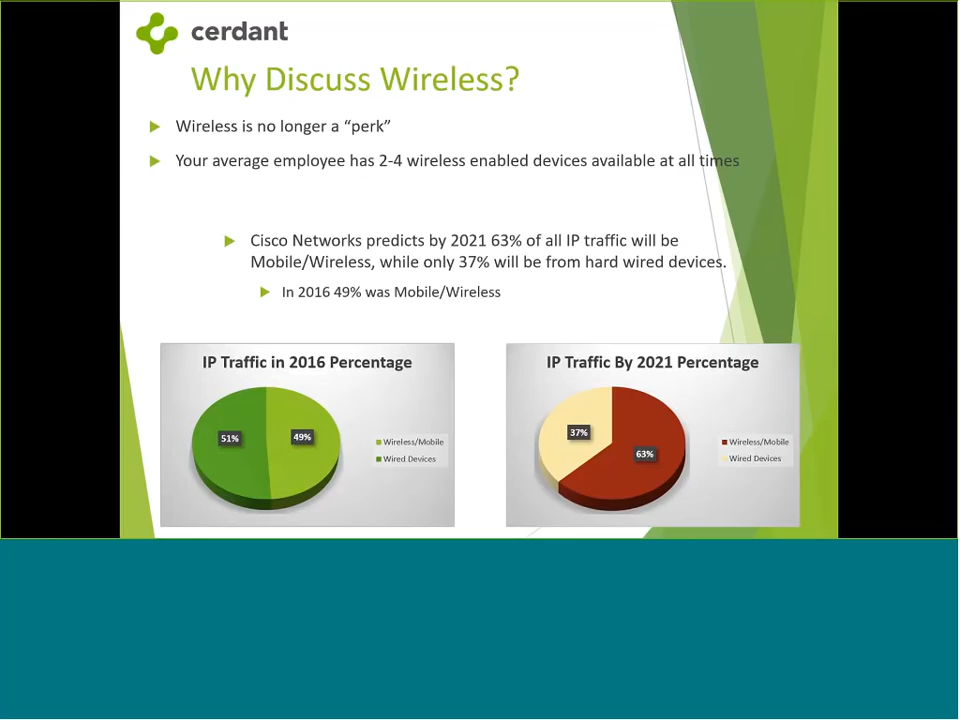 cerdant
Why Discuss Wireless?
Wireless is no longer a “perk”
Your average employee has 2-4 wireless enabled devices available at all times
Cisco Networks predicts by 2021 63% of all IP traffic will be
Mobile/Wireless, while only 37% will be from hard wired devices.
In 2016 49% was Mobile/Wireless
IP Traffic in 2016 Percentage
51%
49%
Wireless/Mobile
Wired Devices
IP Traffic By 2021 Percentage
37%
63%
Wireless/Mobile
Wired Devices